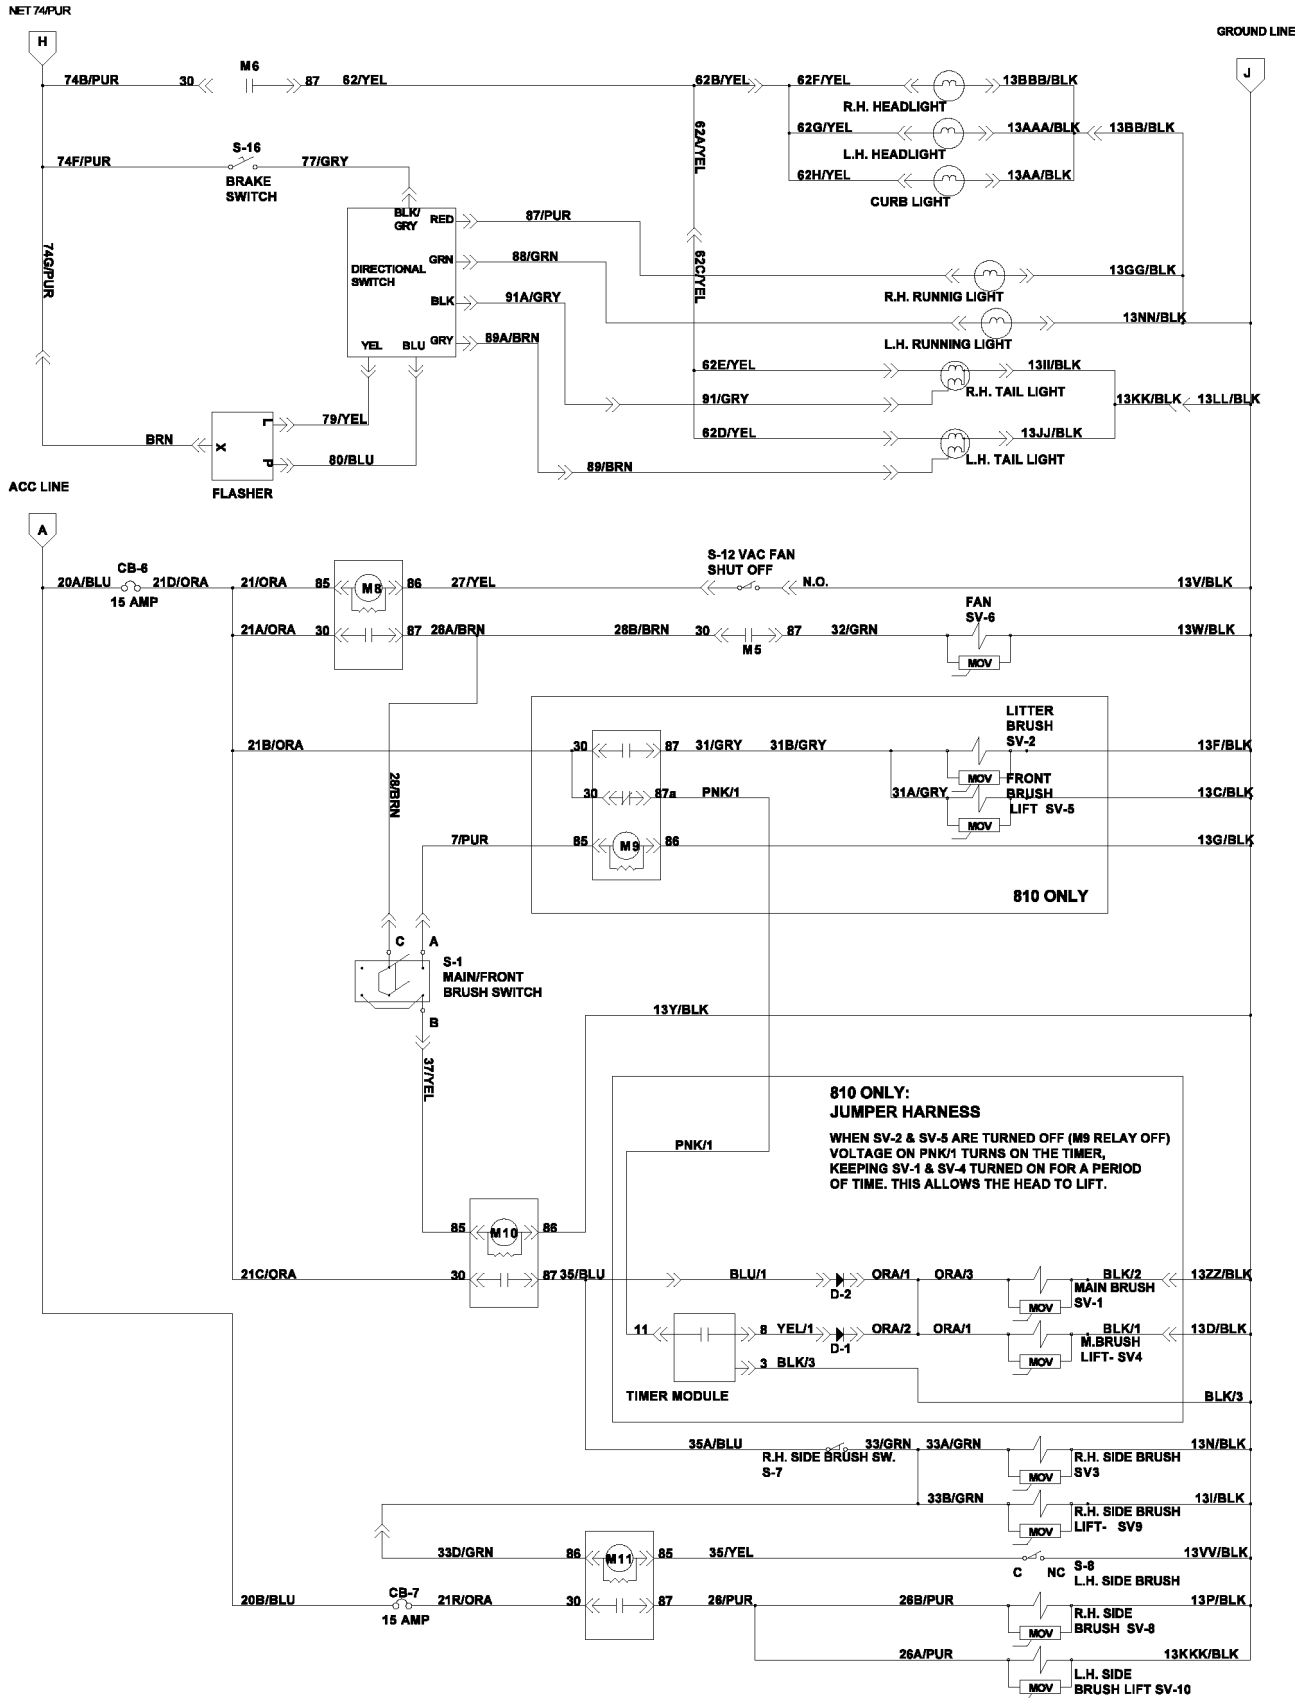 NET 74/PUR
GROUND LINE
H
J
M6
74B/PUR
30
87
62/YEL
62B/YEL
62F/YEL
13BBB/BLK
R.H. HEADLIGHT
62A/YEL
62G/YEL
13AAA/BLK
13BB/BLK
S-16
74F/PUR
77/GRY
L.H. HEADLIGHT
62H/YEL
13AA/BLK
BRAKE
SWITCH
CURB LIGHT
BLK/
GRY
RED
87/PUR
74G/PUR
DIRECTIONAL
SWITCH
GRN
88/GRN
62C/YEL
13GG/BLK
R.H. RUNNIG LIGHT
BLK
91A/GRY
13NN/BLK
YEL
BLU
GRY
89A/BRN
L.H. RUNNING LIGHT
62E/YEL
13II/BLK
R.H. TAIL LIGHT
91/GRY
13KK/BLK
13LL/BLK
L
79/YEL
62D/YEL
13JJ/BLK
BRN
X
P
80/BLU
89/BRN
L.H. TAIL LIGHT
FLASHER
ACC LINE
A
CB-6
S-12 VAC FAN
SHUT OFF
20A/BLU
21D/ORA
21/ORA
85
M8
86
27/YEL
N.O.
13V/BLK
15 AMP
FAN
SV-6
21A/ORA
30
87
28A/BRN
28B/BRN
30
87
32/GRN
13W/BLK
M5
MOV
LITTER
BRUSH
SV-2
21B/ORA
30
87
31/GRY
31B/GRY
13F/BLK
MOV
FRONT
BRUSH
LIFT SV-5
28/BRN
30
87a
PNK/1
31A/GRY
13C/BLK
MOV
7/PUR
85
M9
86
13G/BLK
810 ONLY
C
A
S-1
MAIN/FRONT
BRUSH SWITCH
B
13Y/BLK
37/YEL
810 ONLY:
JUMPER HARNESS
WHEN SV-2 & SV-5 ARE TURNED OFF (M9 RELAY OFF)
VOLTAGE ON PNK/1 TURNS ON THE TIMER,
KEEPING SV-1 & SV-4 TURNED ON FOR A PERIOD
OF TIME. THIS ALLOWS THE HEAD TO LIFT.
PNK/1
85
M10
86
21C/ORA
30
87
35/BLU
BLU/1
D-2
ORA/1
ORA/3
BLK/2
13ZZ/BLK
MOV
MAIN BRUSH
SV-1
11
8
YEL/1
D-1
ORA/2
ORA/1
BLK/1
13D/BLK
MOV
M.BRUSH
LIFT- SV4
3
BLK/3
TIMER MODULE
BLK/3
35A/BLU
33/GRN
33A/GRN
13N/BLK
R.H. SIDE BRUSH SW.
S-7
MOV
R.H. SIDE BRUSH
SV3
33B/GRN
13I/BLK
MOV
R.H. SIDE BRUSH
LIFT- SV9
33D/GRN
86
M11
85
35/YEL
13VV/BLK
C
NC
S-8
L.H. SIDE BRUSH
CB-7
20B/BLU
21R/ORA
30
87
26/PUR
26B/PUR
13P/BLK
15 AMP
MOV
R.H. SIDE
BRUSH SV-8
26A/PUR
13KKK/BLK
MOV
L.H. SIDE
BRUSH LIFT SV-10